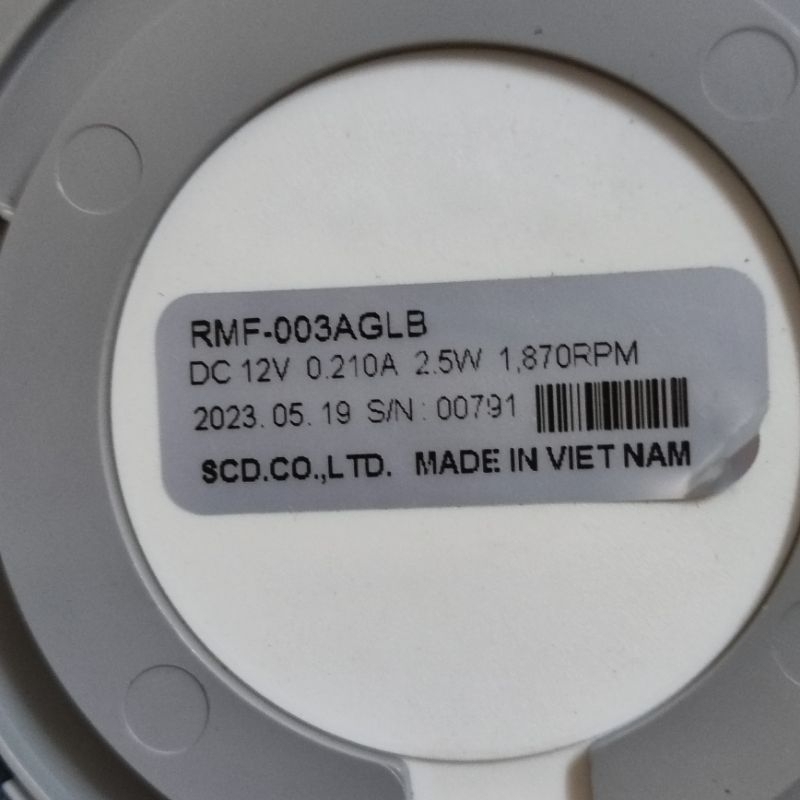 RMF-003AGLB
DC 12V 0.210A 2.5W 1,870RPM
2023. 05. 19 S/N : 00791
SCD.CO.,LTD. MADE IN VIET NAM